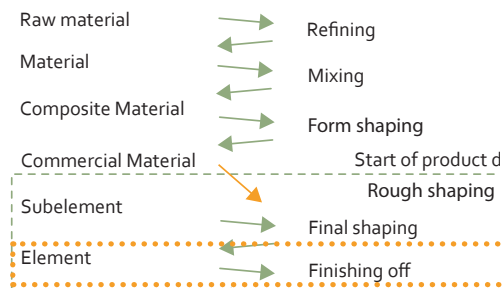 Raw material
Refining
Material
Mixing
Composite Material
Form shaping
Commercial Material
Start of product
Rough shaping
Subelement
Final shaping
Element
Finishing off